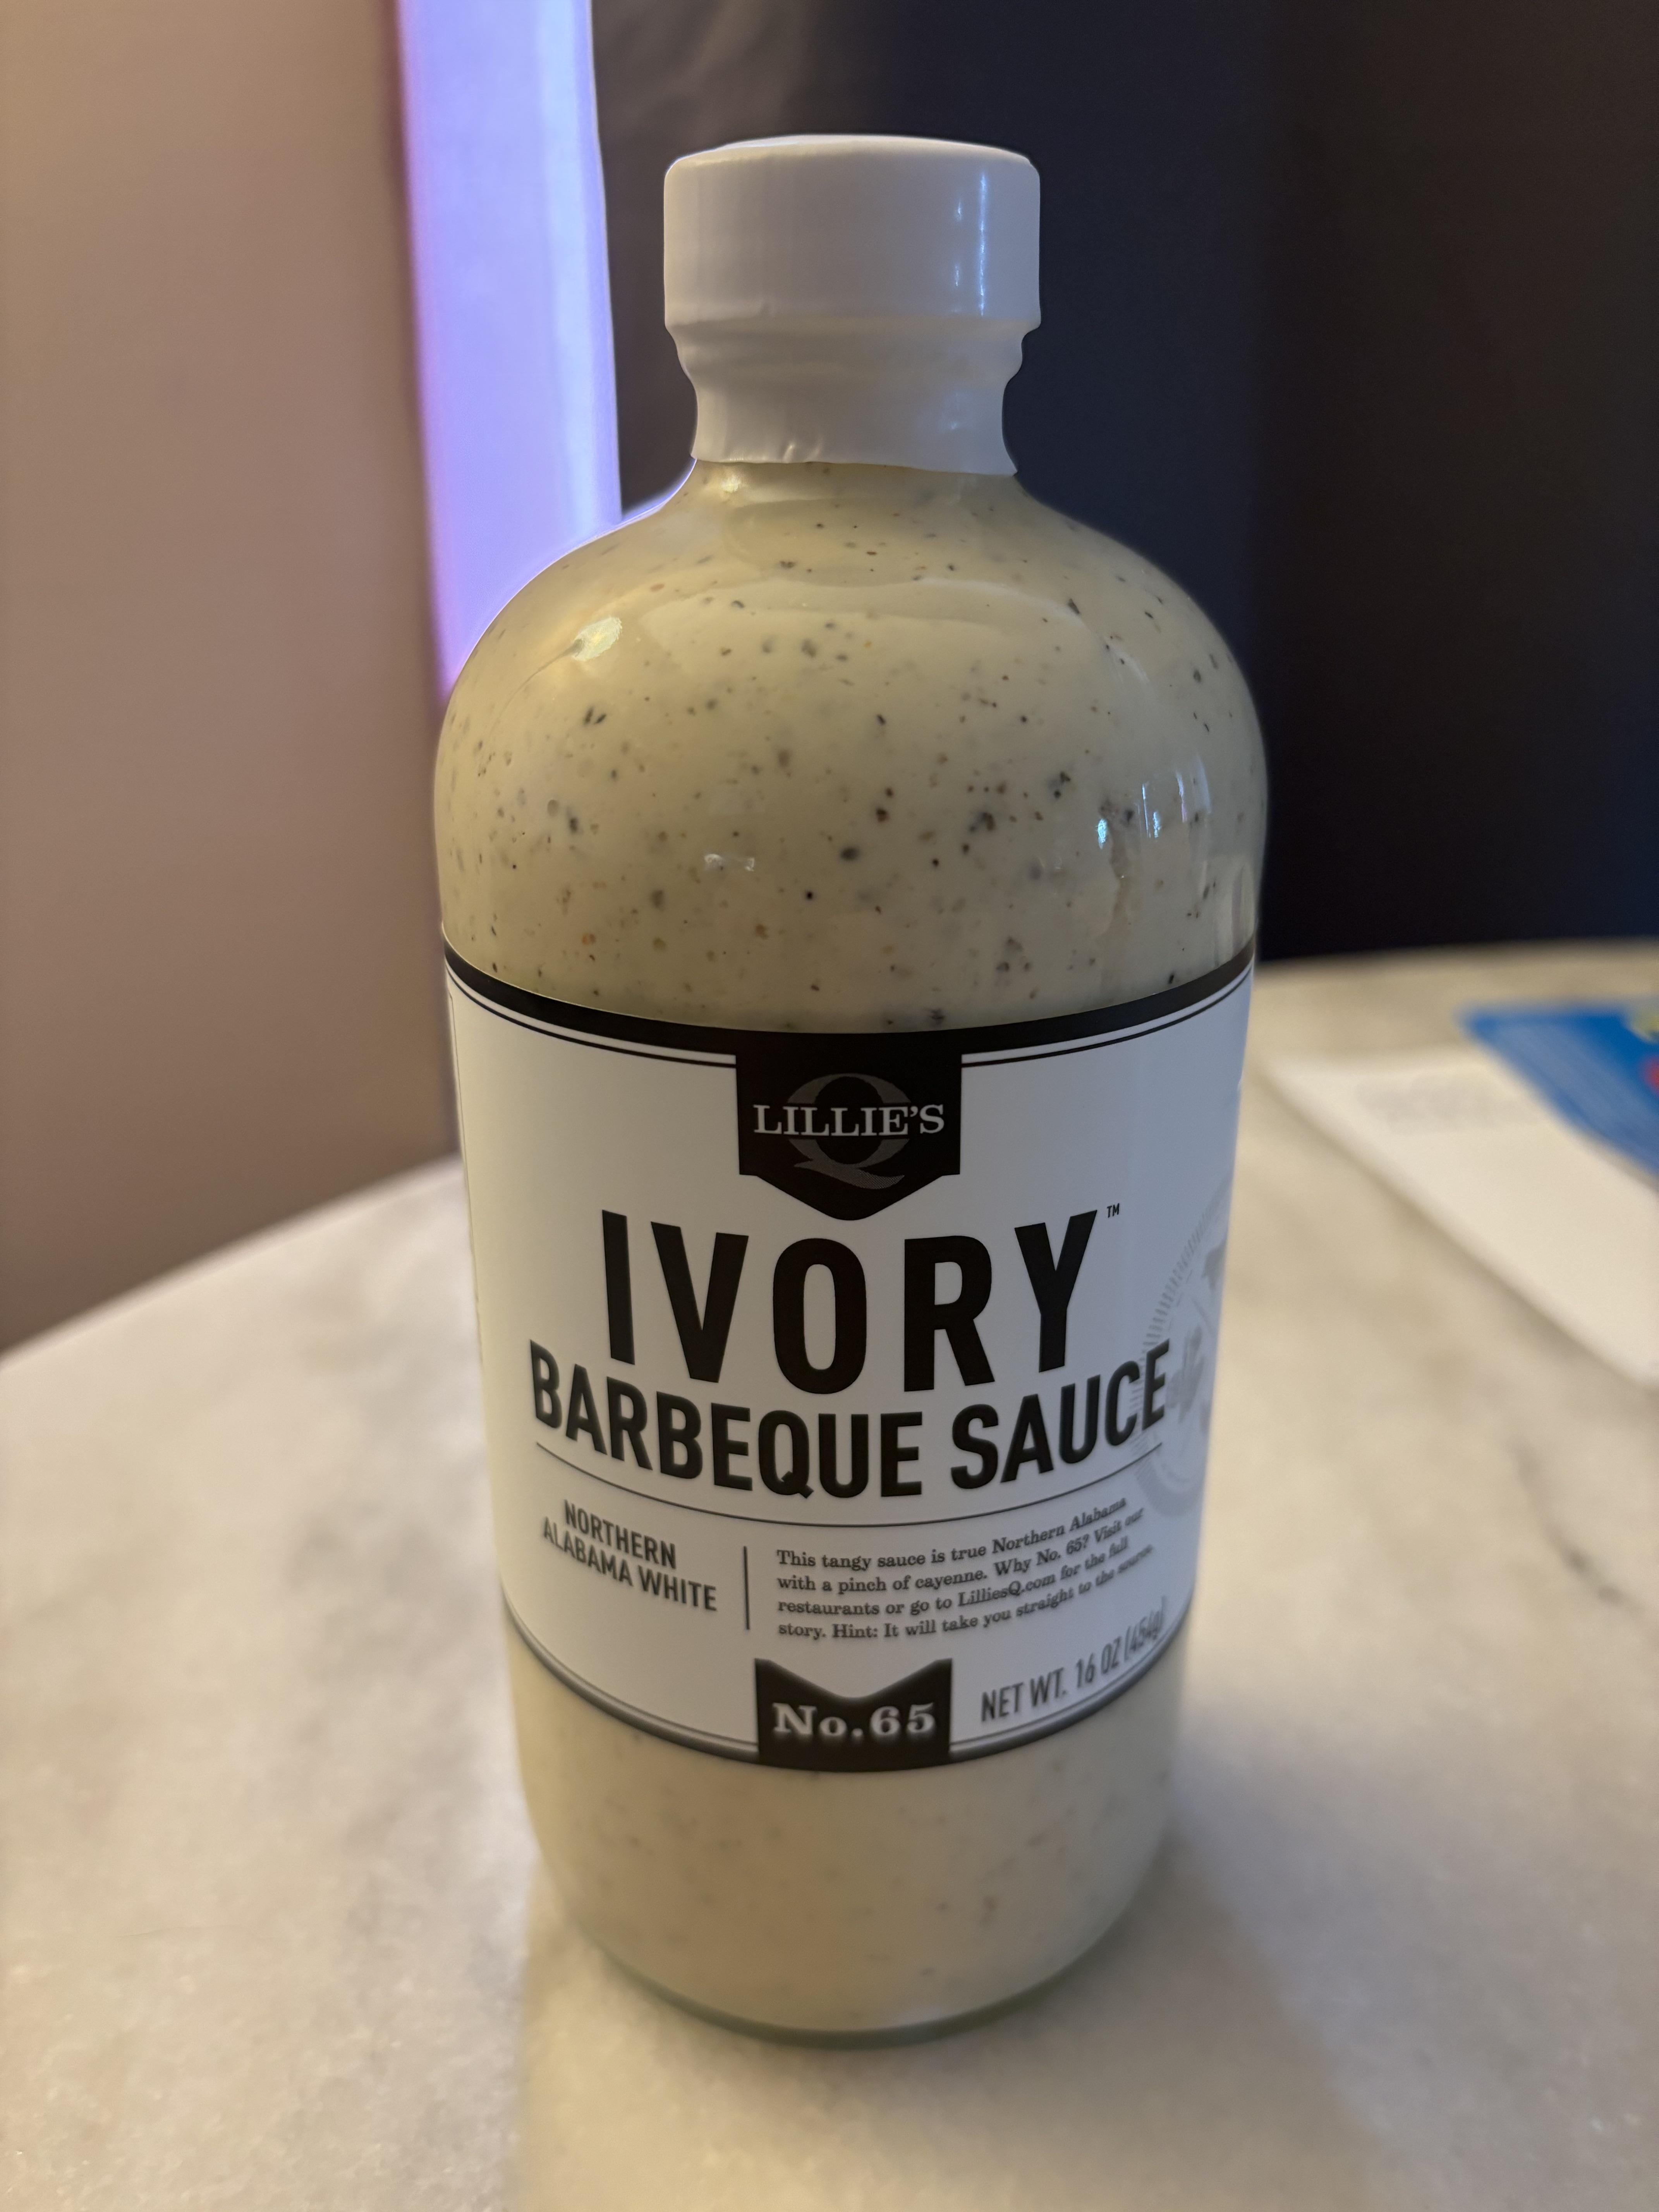 LILLIE'S
Q
IVORY™
BARBEQUE SAUCE
NORTHERN
ALABAMA WHITE
This tangy sauce is true Northern Alabama
with a pinch of cayenne. Why No. 65? Visit our
restaurants or go to LilliesQ.com for the full
story. Hint: It will take you straight to the source.
No.65
NET WT. 16 OZ (454g)